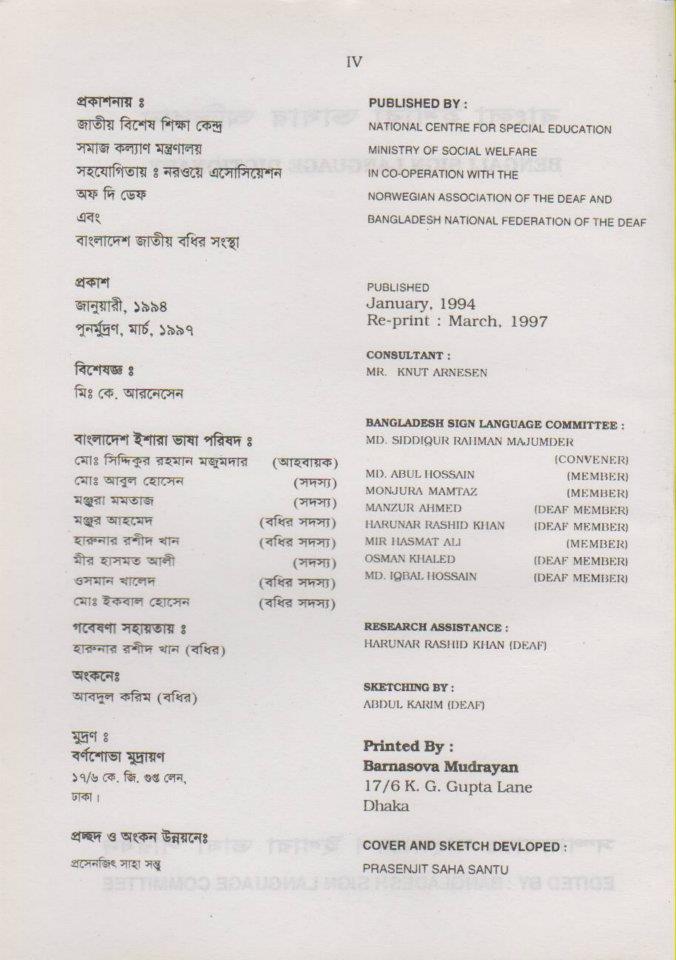 IV
প্রকাশনায় ঃ
জাতীয় বিশেষ শিক্ষা কেন্দ্র
সমাজ কল্যাণ মন্ত্রণালয়
সহযোগিতায় ঃ নরওয়ে এসোসিয়েশন
অফ দি ডেফ
এবং
বাংলাদেশ জাতীয় বধির সংস্থা
প্রকাশ
জানুয়ারী, ১৯৯৪
পুনর্মুদ্রণ, মার্চ, ১৯৯৭
বিশেষজ্ঞ ঃ
মিঃ কে. আরনেসেন
বাংলাদেশ ইশারা ভাষা পরিষদ ঃ
মোঃ সিদ্দিকুর রহমান মজুমদার (আহবায়ক)
মোঃ আবুল হোসেন (সদস্য)
মঞ্জুরা মমতাজ (সদস্য)
মঞ্জুর আহমেদ (বধির সদস্য)
হারুনার রশীদ খান (বধির সদস্য)
মীর হাসমত আলী (সদস্য)
ওসমান খালেদ (বধির সদস্য)
মোঃ ইকবাল হোসেন (বধির সদস্য)
গবেষণা সহায়তায় ঃ
হারুনার রশীদ খান (বধির)
অংকনেঃ
আবদুল করিম (বধির)
মুদ্রণ ঃ
বর্ণশোভা মুদ্রায়ণ
১৭/৬ কে. জি. গুপ্ত লেন,
ঢাকা।
প্রচ্ছদ ও অংকন উন্নয়নেঃ
প্রসেনজিৎ সাহা সন্তু
PUBLISHED BY :
NATIONAL CENTRE FOR SPECIAL EDUCATION
MINISTRY OF SOCIAL WELFARE
IN CO-OPERATION WITH THE
NORWEGIAN ASSOCIATION OF THE DEAF AND
BANGLADESH NATIONAL FEDERATION OF THE DEAF
PUBLISHED
January, 1994
Re-print : March, 1997
CONSULTANT :
MR. KNUT ARNESEN
BANGLADESH SIGN LANGUAGE COMMITTEE :
MD. SIDDIQUR RAHMAN MAJUMDER
(CONVENER)
MD. ABUL HOSSAIN (MEMBER)
MONJURA MAMTAZ (MEMBER)
MANZUR AHMED (DEAF MEMBER)
HARUNAR RASHID KHAN (DEAF MEMBER)
MIR HASMAT ALI (MEMBER)
OSMAN KHALED (DEAF MEMBER)
MD. IQBAL HOSSAIN (DEAF MEMBER)
RESEARCH ASSISTANCE :
HARUNAR RASHID KHAN (DEAF)
SKETCHING BY :
ABDUL KARIM (DEAF)
Printed By :
Barnasova Mudrayan
17/6 K. G. Gupta Lane
Dhaka
COVER AND SKETCH DEVLOPED :
PRASENJIT SAHA SANTU